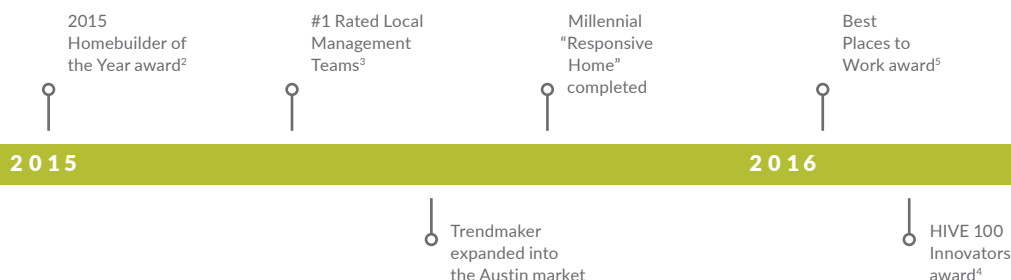 2015
Homebuilder of
the Year award²
#1 Rated Local
Management
Teams³
Millennial
“Responsive
Home”
completed
Best
Places to
Work award⁵
2015
2016
Trendmaker
expanded into
the Austin market
HIVE 100
Innovators
award⁴